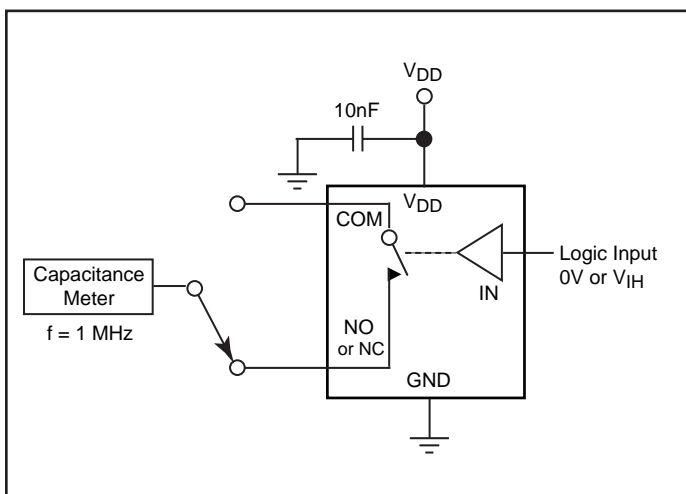 VDD
10nF
VDD
COM
Logic Input
0V or VIH
IN
Capacitance
Meter
f = 1 MHz
NO
or NC
GND